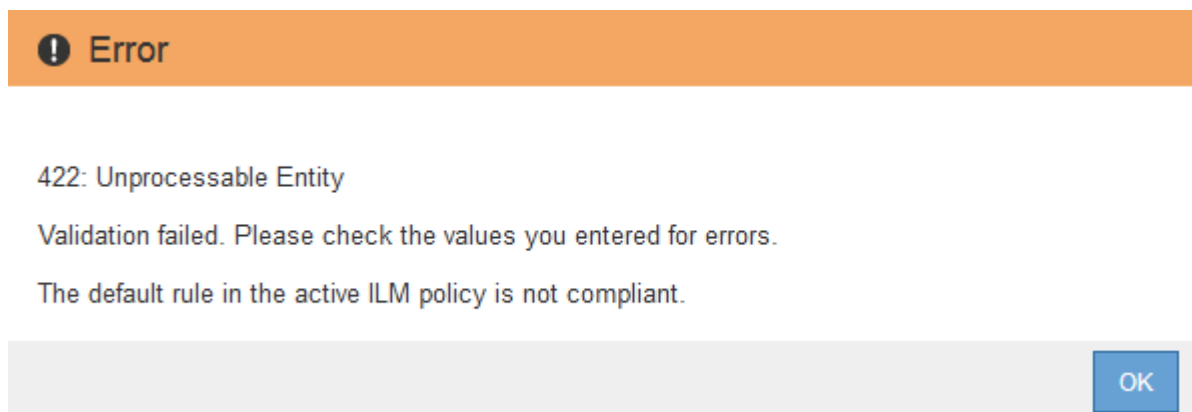 Error
422: Unprocessable Entity
Validation failed. Please check the values you entered for errors.
The default rule in the active ILM policy is not compliant.
OK